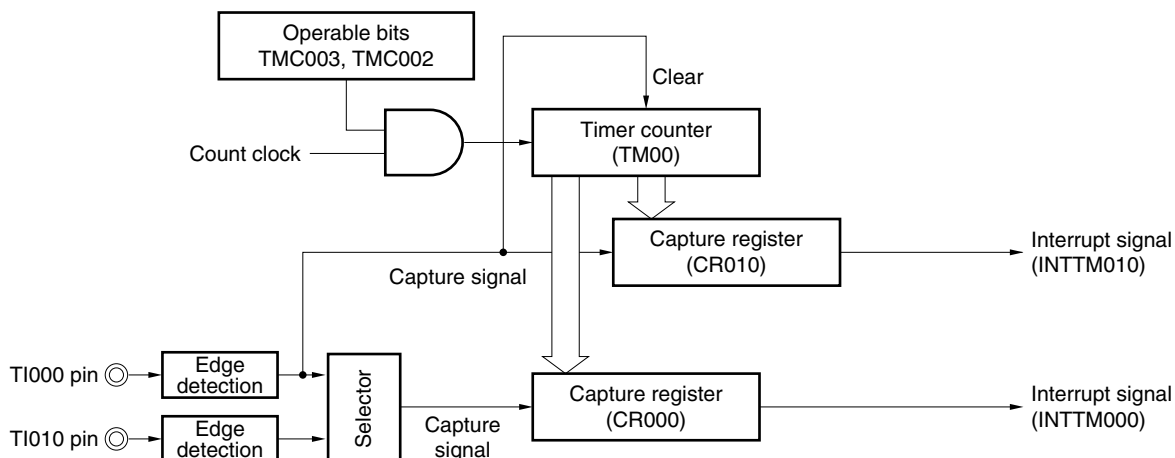 Operable bits
TMC003, TMC002
Clear
Timer counter
(TM00)
Count clock
Capture register
(CR010)
Interrupt signal
(INTTM010)
Capture signal
TI000 pin
Edge
detection
Selector
Capture register
(CR000)
Interrupt signal
(INTTM000)
TI010 pin
Edge
detection
Capture
signal